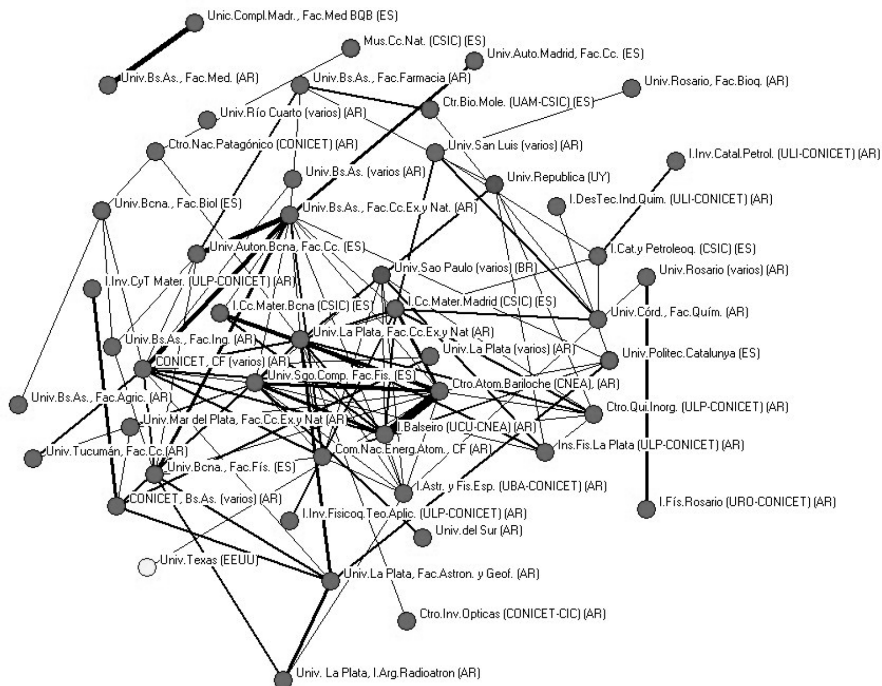 Unic.Compl.Madr., Fac.Med BQB (ES)
Mus.Cc.Nat. (CSIC) (ES)
Univ.Auto.Madrid, Fac.Cc. (ES)
Univ.Bs.As., Fac.Med. (AR)
Univ.Bs.As., Fac.Farmacia (AR)
Univ.Rosario, Fac.Bioq. (AR)
Ctr.Bio.Mole. (UAM-CSIC) (ES)
Univ.Río Cuarto (varios) (AR)
Ctro.Nac.Patagónico (CONICET) (AR)
Univ.San Luis (varios) (AR)
I.Inv.Catal.Petrol. (ULI-CONICET) (AR)
Univ.Bs.As. (varios) (AR)
Univ.Republica (UY)
Univ.Bcna., Fac.Biol (ES)
Univ.Bs.As., Fac.Cc.Ex.y Nat. (AR)
I.DesTec.Ind.Quim. (ULI-CONICET) (AR)
Univ.Auton.Bcna, Fac.Cc. (ES)
I.Cat.y Petroleoq. (CSIC) (ES)
Univ.Sao Paulo (varios) (BR)
Univ.Rosario (varios) (AR)
I.Inv.CyT Mater. (ULP-CONICET) (AR)
I.Cc.Mater.Bcna (CSIC) (ES)
I.Cc.Mater.Madrid (CSIC) (ES)
Univ.Córd., Fac.Quím. (AR)
Univ.Bs.As., Fac.Ing. (AR)
Univ.La Plata, Fac.Cc.Ex.y Nat (AR)
Univ.La Plata (varios) (AR)
Univ.Politec.Catalunya (ES)
CONICET, CF (varios) (AR)
Univ.Sgo.Comp. Fac.Fis. (ES)
Ctro.Atom.Bariloche (CNEA), (AR)
Univ.Bs.As., Fac.Agric. (AR)
Univ.Mar del Plata, Fac.Cc.Ex.y Nat (AR)
Ctro.Qui.Inorg. (ULP-CONICET) (AR)
I.Balseiro (UCU-CNEA) (AR)
Univ.Tucumán, Fac.Cc.(AR)
Com.Nac.Energ.Atom., CF (AR)
Ins.Fis.La Plata (ULP-CONICET) (AR)
Univ.Bcna., Fac.Fís. (ES)
I.Astr. y Fis.Esp. (UBA-CONICET) (AR)
CONICET, Bs.As. (varios) (AR)
I.Inv.Fisicoq.Teo.Aplic. (ULP-CONICET) (AR)
I.Fís.Rosario (URO-CONICET) (AR)
Univ.del Sur (AR)
Univ.Texas (EEUU)
Univ.La Plata, Fac.Astron. y Geof. (AR)
Ctro.Inv.Opticas (CONICET-CIC) (AR)
Univ. La Plata, I.Arg.Radioatron (AR)